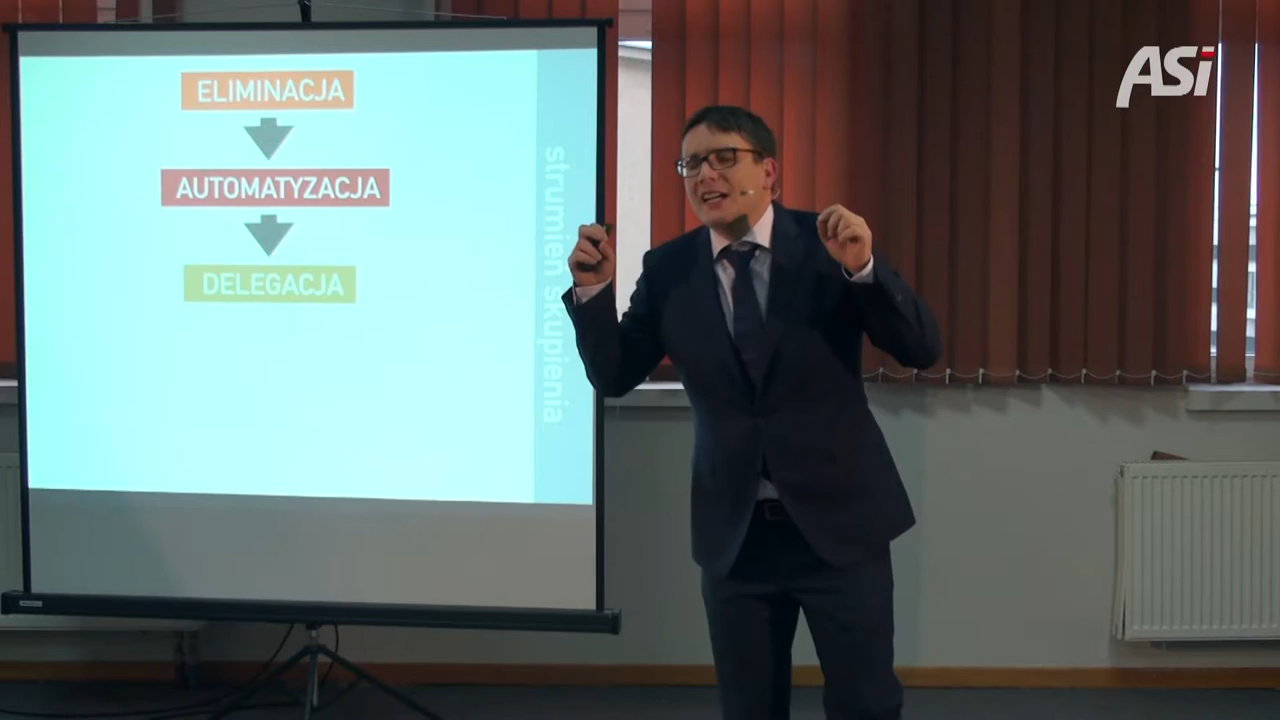 ELIMINACJA
AUTOMATYZACJA
DELEGACJA
strumień skupienia
ASi